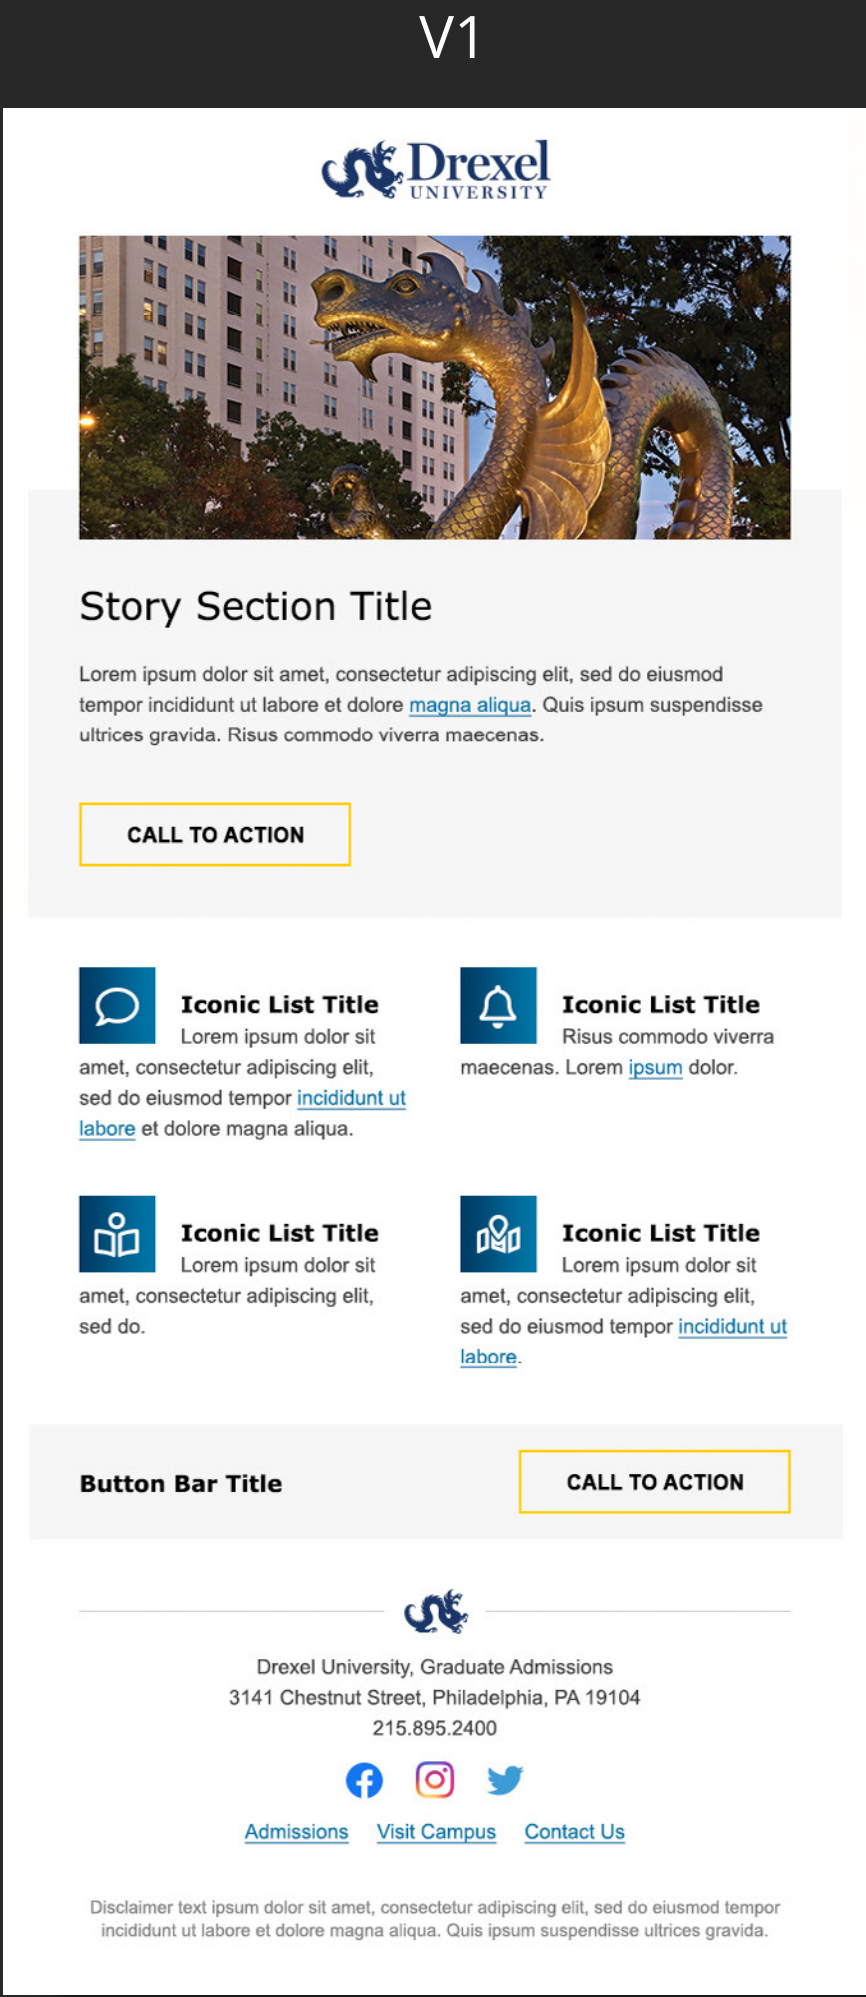 V1
Drexel
UNIVERSITY
Story Section Title
Lorem ipsum dolor sit amet, consectetur adipiscing elit, sed do eiusmod
tempor incididunt ut labore et dolore magna aliqua. Quis ipsum suspendisse
ultrices gravida. Risus commodo viverra maecenas.
CALL TO ACTION
Iconic List Title
Lorem ipsum dolor sit
amet, consectetur adipiscing elit,
sed do eiusmod tempor incididunt ut
labore et dolore magna aliqua.
Iconic List Title
Risus commodo viverra
maecenas. Lorem ipsum dolor.
Iconic List Title
Lorem ipsum dolor sit
amet, consectetur adipiscing elit,
sed do.
Iconic List Title
Lorem ipsum dolor sit
amet, consectetur adipiscing elit,
sed do eiusmod tempor incididunt ut
labore.
Button Bar Title
CALL TO ACTION
Drexel University, Graduate Admissions
3141 Chestnut Street, Philadelphia, PA 19104
215.895.2400
Admissions Visit Campus Contact Us
Disclaimer text ipsum dolor sit amet, consectetur adipiscing elit, sed do eiusmod tempor
incididunt ut labore et dolore magna aliqua. Quis ipsum suspendisse ultrices gravida.